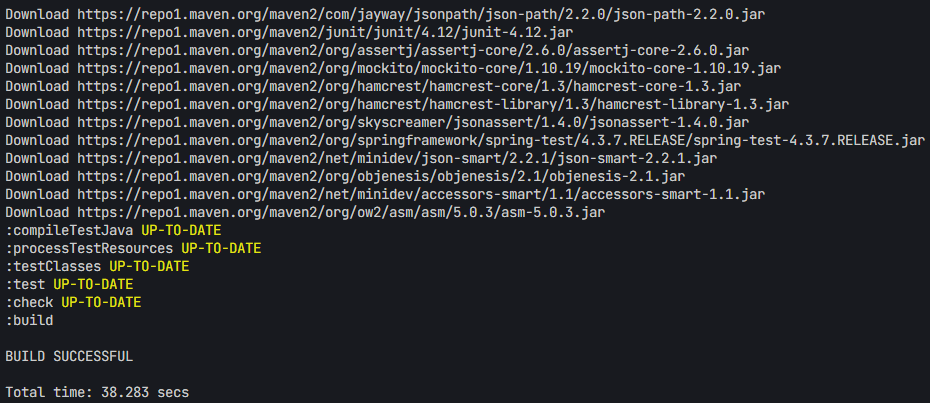 Download https://repo1.maven.org/maven2/com/jayway/jsonpath/json-path/2.2.0/json-path-2.2.0.jar
Download https://repo1.maven.org/maven2/junit/junit/4.12/junit-4.12.jar
Download https://repo1.maven.org/maven2/org/assertj/assertj-core/2.6.0/assertj-core-2.6.0.jar
Download https://repo1.maven.org/maven2/org/mockito/mockito-core/1.10.19/mockito-core-1.10.19.jar
Download https://repo1.maven.org/maven2/org/hamcrest/hamcrest-core/1.3/hamcrest-core-1.3.jar
Download https://repo1.maven.org/maven2/org/hamcrest/hamcrest-library/1.3/hamcrest-library-1.3.jar
Download https://repo1.maven.org/maven2/org/skyscreamer/jsonassert/1.4.0/jsonassert-1.4.0.jar
Download https://repo1.maven.org/maven2/org/springframework/spring-test/4.3.7.RELEASE/spring-test-4.3.7.RELEASE.jar
Download https://repo1.maven.org/maven2/net/minidev/json-smart/2.2.1/json-smart-2.2.1.jar
Download https://repo1.maven.org/maven2/org/objenesis/objenesis/2.1/objenesis-2.1.jar
Download https://repo1.maven.org/maven2/net/minidev/accessors-smart/1.1/accessors-smart-1.1.jar
Download https://repo1.maven.org/maven2/org/ow2/asm/asm/5.0.3/asm-5.0.3.jar
:compileTestJava UP-TO-DATE
:processTestResources UP-TO-DATE
:testClasses UP-TO-DATE
:test UP-TO-DATE
:check UP-TO-DATE
:build
BUILD SUCCESSFUL
Total time: 38.283 secs